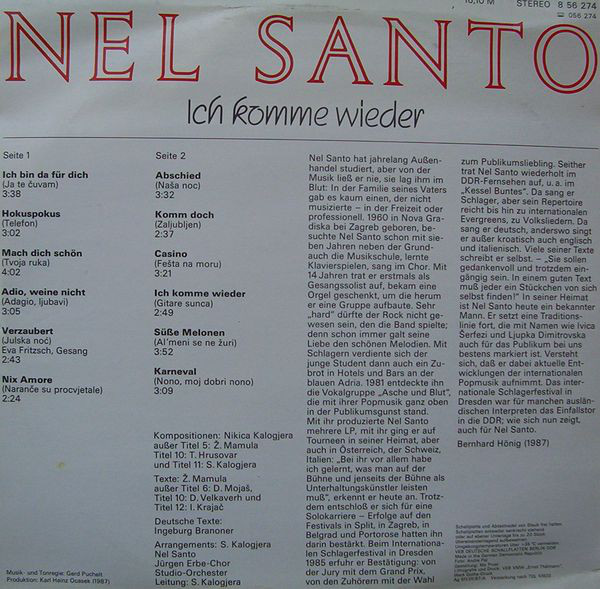 16,10 M STEREO 8 56 274
056 274
NEL SANTO
Ich komme wieder
Seite 1
Ich bin da für dich
(Ja te čuvam)
3:38
Hokuspokus
(Telefon)
3:02
Mach dich schön
(Tvoja ruka)
4:02
Adio, weine nicht
(Adagio, ljubavi)
3:05
Verzaubert
(Julska noć)
Eva Fritzsch, Gesang
2:43
Nix Amore
(Naranče su procvjetale)
2:24
Musik- und Tonregie: Gerd Puchelt
Produktion: Karl Heinz Ocasek (1987)
Seite 2
Abschied
(Naša noc)
3:32
Komm doch
(Zaljubljen)
2:37
Casino
(Fešta na moru)
3:21
Ich komme wieder
(Gitare sunca)
2:49
Süße Melonen
(Al'meni se ne žuri)
3:52
Karneval
(Nono, moj dobri nono)
3:09
Kompositionen: Nikica Kalogjera
außer Titel 5: Ž. Mamula
Titel 10: T. Hrusovar
und Titel 11: S. Kalogjera
Texte: Ž. Mamula
außer Titel 6: D. Mojaš,
Titel 10: D. Velkaverh und
Titel 12: I. Krajač
Deutsche Texte:
Ingeburg Branoner
Arrangements: S. Kalogjera
Nel Santo
Jürgen Erbe-Chor
Studio-Orchester
Leitung: S. Kalogjera
Nel Santo hat jahrelang Außen-
handel studiert, aber von der
Musik ließ er nie, sie lag ihm im
Blut: In der Familie seines Vaters
gab es kaum einen, der nicht
musizierte – in der Freizeit oder
professionell. 1960 in Nova Gra-
diska bei Zagreb geboren, be-
suchte Nel Santo schon mit sie-
ben Jahren neben der Grund-
auch die Musikschule, lernte
Klavierspielen, sang im Chor. Mit
14 Jahren trat er erstmals als
Gesangssolist auf, bekam eine
Orgel geschenkt, um die herum
er eine Gruppe aufbaute. Sehr
„hard” dürfte der Rock nicht ge-
wesen sein, den die Band spielte;
denn schon immer galt seine
Liebe den schönen Melodien. Mit
Schlagern verdiente sich der
junge Student dann auch ein Zu-
brot in Hotels und Bars an der
blauen Adria. 1981 entdeckte ihn
die Vokalgruppe „Asche und Blut”,
die mit ihrer Popmusik ganz oben
in der Publikumsgunst stand.
Mit ihr produzierte Nel Santo
mehrere LP, mit ihr ging er auf
Tourneen in seiner Heimat, aber
auch in Österreich, der Schweiz,
Italien: „Bei ihr vor allem habe
ich gelernt, was man auf der
Bühne und jenseits der Bühne als
Unterhaltungskünstler leisten
muß”, erkennt er heute an. Trotz-
dem entschloß er sich für eine
Solokarriere – Erfolge auf den
Festivals in Split, in Zagreb, in
Belgrad und Portorose hatten ihn
darin bestärkt. Beim Internationa-
len Schlagerfestival in Dresden
1985 erfuhr er Bestätigung: von
der Jury mit dem Grand Prix,
von den Zuhörern mit der Wahl
zum Publikumsliebling. Seither
trat Nel Santo wiederholt im
DDR-Fernsehen auf, u. a. im
„Kessel Buntes”. Da sang er
Schlager, aber sein Repertoire
reicht bis hin zu internationalen
Evergreens, zu Volksliedern. Da
sang er deutsch, anderswo singt
er außer kroatisch auch englisch
und italienisch. Viele seiner Texte
schreibt er selbst. – „Sie sollen
gedankenvoll und trotzdem ein-
gängig sein. In einem guten Text
muß jeder ein Stückchen von sich
selbst finden!” In seiner Heimat
ist Nel Santo heute ein bekannter
Mann. Er setzt eine Traditions-
linie fort, die mit Namen wie Ivica
Šerfezi und Ljupka Dimitrovska
auch für das Publikum bei uns
bestens markiert ist. Versteht
sich, daß er dabei aktuelle Ent-
wicklungen der internationalen
Popmusik aufnimmt. Das inter-
nationale Schlagerfestival in
Dresden war für manchen auslän-
dischen Interpreten das Einfallstor
in die DDR; wie sich nun zeigt,
auch für Nel Santo.
Bernhard Hönig (1987)
Schallplatte und Abtastnadel von Staub frei halten.
VEB DEUTSCHE SCHALLPLATTEN BERLIN DDR
Made in the German Democratic Republic